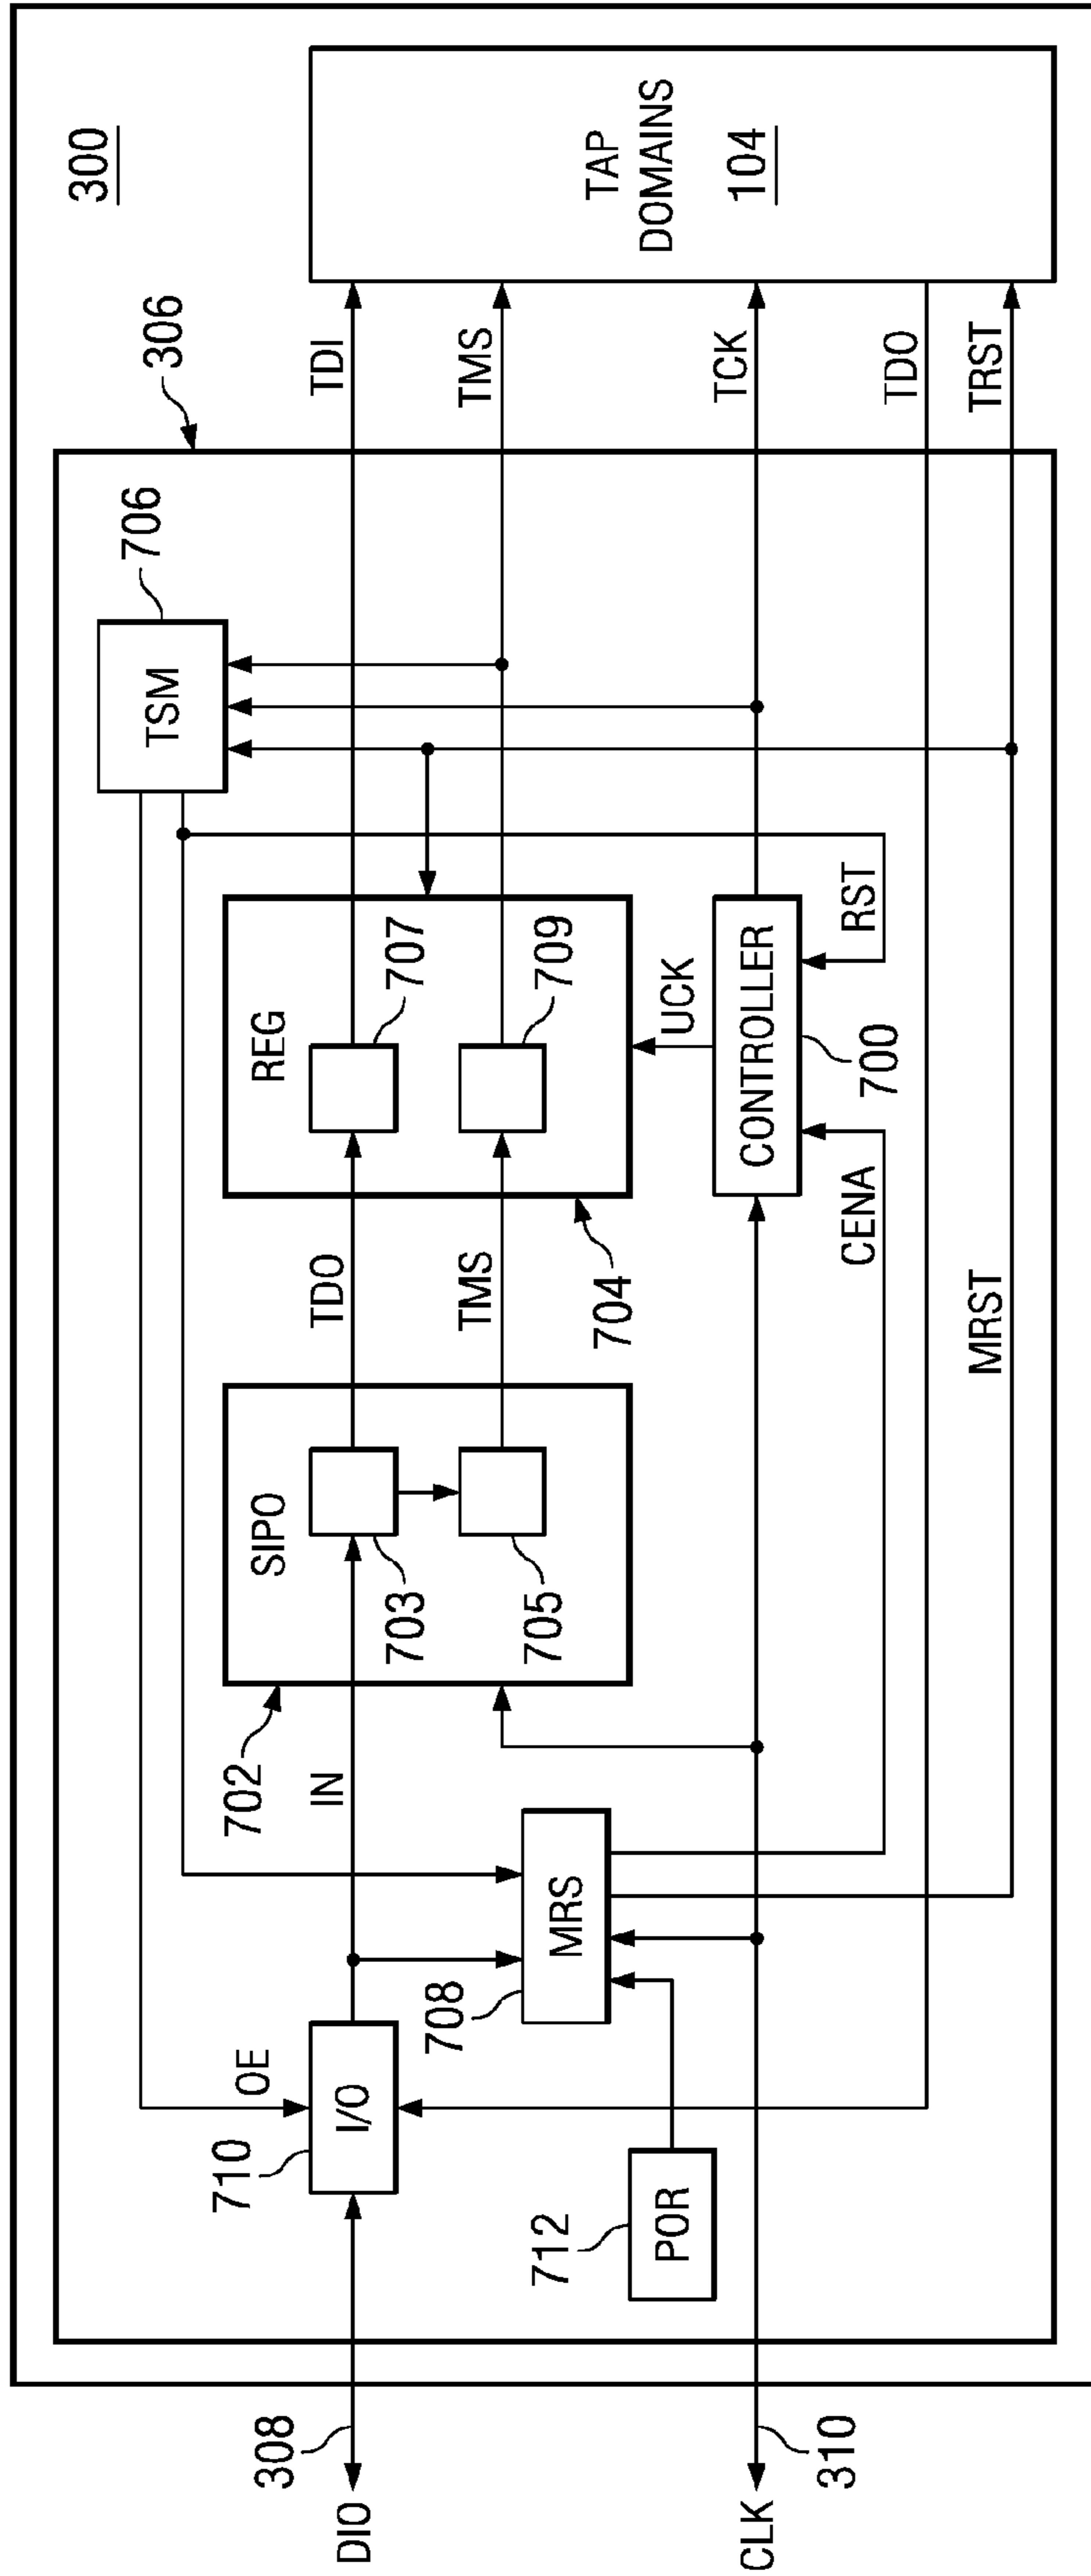 300
306
706
TSM
TAP
DOMAINS
104
TDI
TMS
TCK
TDO
TRST
REG
707
709
704
UCK
CONTROLLER
700
RST
CENA
MRST
TDO
TMS
SIPO
703
705
702
IN
MRS
708
OE
I/O
710
POR
712
DIO
308
CLK
310